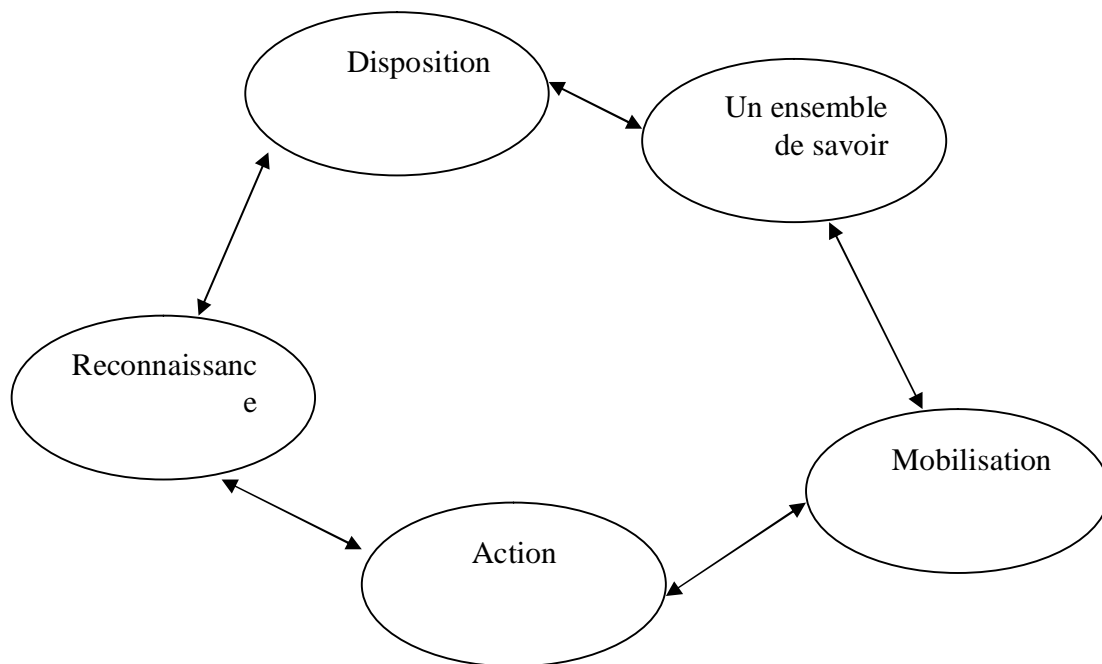 Disposition
Un ensemble
de savoir
Reconnaissanc
e
Mobilisation
Action